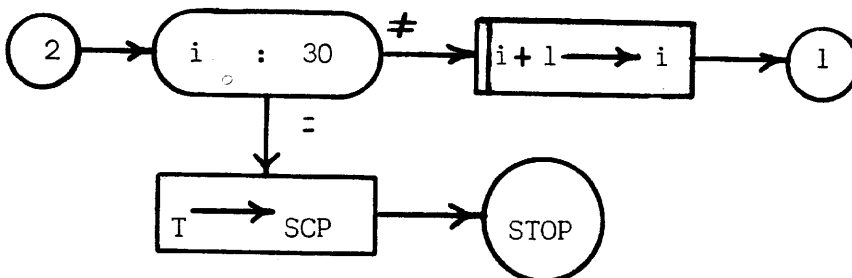 2 i : 30 ≠ i + 1 ⟶ i 1
=
T ⟶ SCP STOP